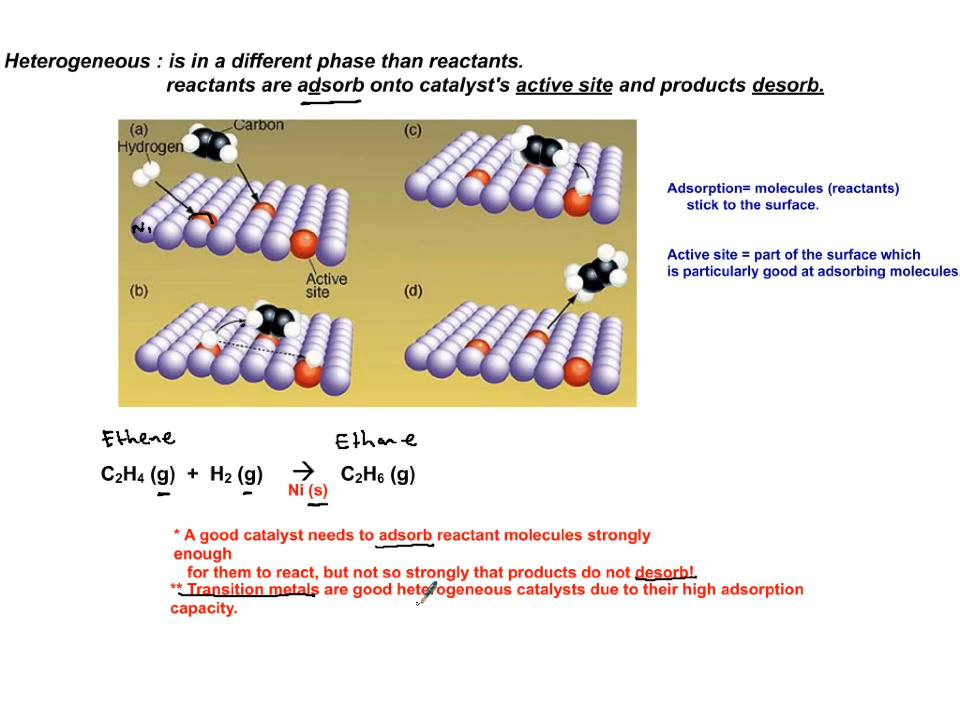 Heterogeneous : is in a different phase than reactants.
reactants are adsorb onto catalyst's active site and products desorb.
(a)
Carbon
Hydrogen
Ni
Active
site
(b)
(c)
(d)
Adsorption= molecules (reactants)
stick to the surface.
Active site = part of the surface which
is particularly good at adsorbing molecules.
Ethene
Ethane
C2H4 (g) + H2 (g) → C2H6 (g)
Ni (s)
* A good catalyst needs to adsorb reactant molecules strongly
enough
for them to react, but not so strongly that products do not desorb!
** Transition metals are good heterogeneous catalysts due to their high adsorption
capacity.